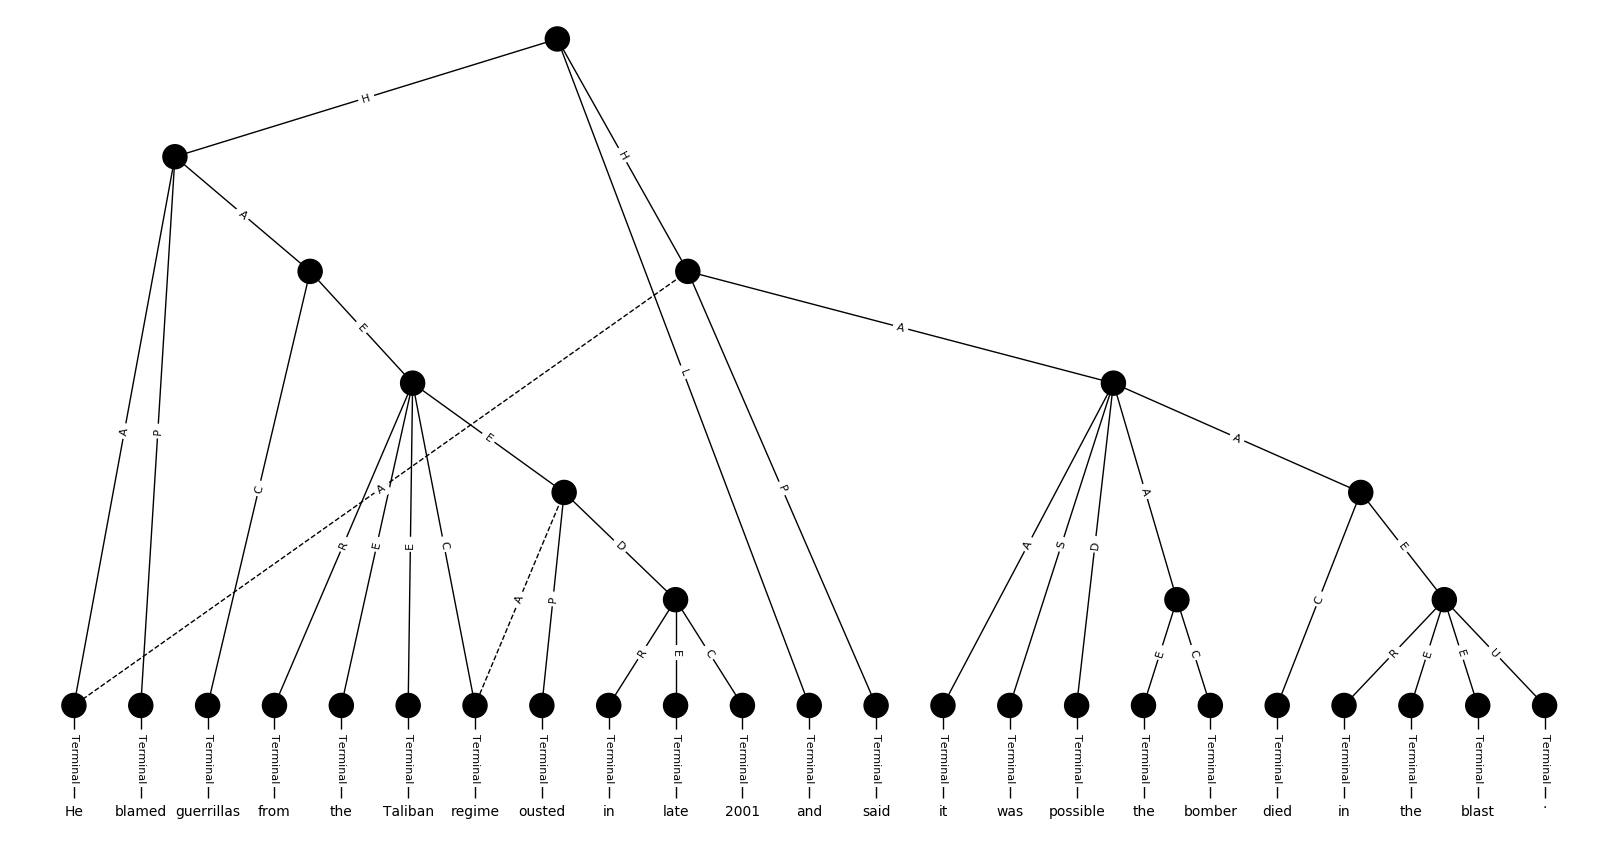 H
H
A
E
A
L
A
P
A
P
C
E
A
P
A
R
E
E
C
D
A
S
D
A
C
E
A
P
R
E
C
E
C
R
E
E
U
Terminal Terminal Terminal Terminal Terminal Terminal Terminal Terminal Terminal Terminal Terminal Terminal Terminal Terminal Terminal Terminal Terminal Terminal Terminal Terminal Terminal Terminal Terminal
He blamed guerrillas from the Taliban regime ousted in late 2001 and said it was possible the bomber died in the blast .